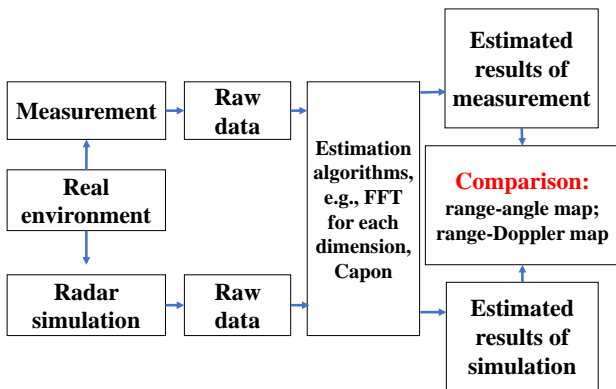 Measurement
Raw
data
Real
environment
Radar
simulation
Raw
data
Estimation
algorithms,
e.g., FFT
for each
dimension,
Capon
Estimated
results of
measurement
Comparison:
range-angle map;
range-Doppler map
Estimated
results of
simulation